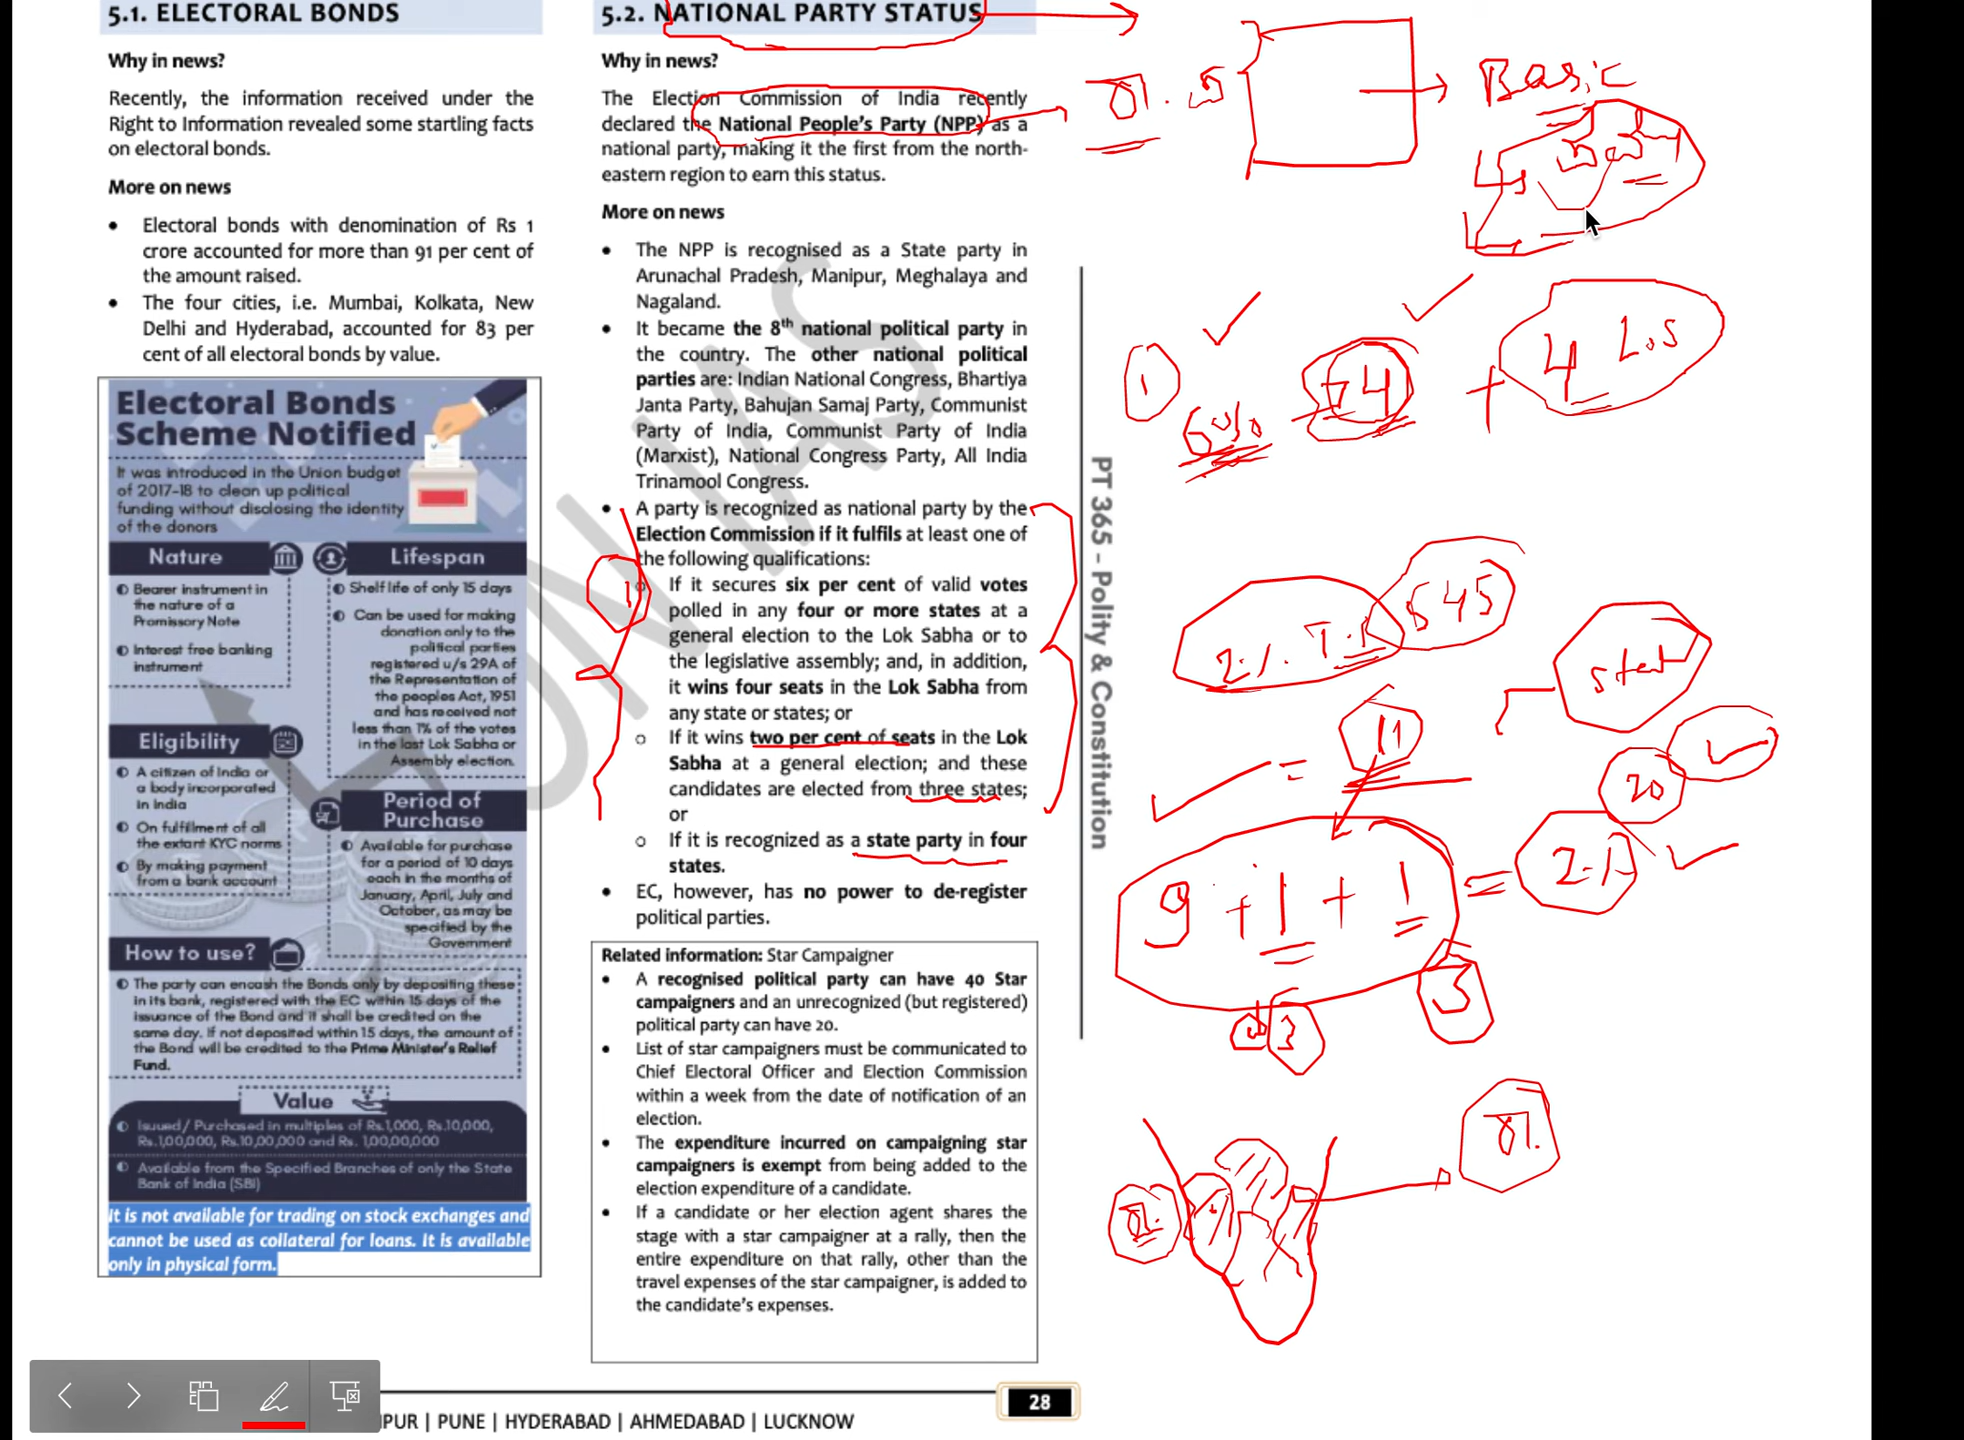 5.1. ELECTORAL BONDS
Why in news?
Recently, the information received under the
Right to Information revealed some startling facts
on electoral bonds.
More on news
• Electoral bonds with denomination of Rs 1
crore accounted for more than 91 per cent of
the amount raised.
• The four cities, i.e. Mumbai, Kolkata, New
Delhi and Hyderabad, accounted for 83 per
cent of all electoral bonds by value.
Electoral Bonds
Scheme Notified
It was introduced in the Union budget
of 2017-18 to clean up political
funding without disclosing the identity
of the donors
Nature
Bearer Instrument in
the nature of a
Promissory Note
Interest free banking
instrument
Lifespan
Shelf life of only 15 days
Can be used for making
donation only to the
political parties
registered u/s 29A of
the Representation of
the peoples Act, 1951
and has received not
less than 1% of the votes
in the last Lok Sabha or
Assembly election.
Eligibility
A citizen of India or
a body incorporated
in India
On fulfillment of all
the extant KYC norms
By making payment
from a bank account
Period of
Purchase
Available for purchase
for a period of 10 days
each in the months of
January, April, July and
October, as may be
specified by the
Government
How to use?
The party can encash the Bonds only by depositing these
in its bank, registered with the EC within 15 days of the
issuance of the Bond and it shall be credited on the
same day. If not deposited within 15 days, the amount of
the Bond will be credited to the Prime Minister's Relief
Fund.
Value
Issued/ Purchased in multiples of Rs.1,000, Rs.10,000,
Rs.1,00,000, Rs.10,00,000 and Rs. 1,00,00,000
Available from the Specified Branches of only the State
Bank of India (SBI)
It is not available for trading on stock exchanges and
cannot be used as collateral for loans. It is available
only in physical form.
5.2. NATIONAL PARTY STATUS
Why in news?
The Election Commission of India recently
declared the National People's Party (NPP) as a
national party, making it the first from the north-
eastern region to earn this status.
More on news
• The NPP is recognised as a State party in
Arunachal Pradesh, Manipur, Meghalaya and
Nagaland.
• It became the 8th national political party in
the country. The other national political
parties are: Indian National Congress, Bhartiya
Janta Party, Bahujan Samaj Party, Communist
Party of India, Communist Party of India
(Marxist), National Congress Party, All India
Trinamool Congress.
• A party is recognized as national party by the
Election Commission if it fulfils at least one of
the following qualifications:
o If it secures six per cent of valid votes
polled in any four or more states at a
general election to the Lok Sabha or to
the legislative assembly; and, in addition,
it wins four seats in the Lok Sabha from
any state or states; or
o If it wins two per cent of seats in the Lok
Sabha at a general election; and these
candidates are elected from three states;
or
o If it is recognized as a state party in four
states.
• EC, however, has no power to de-register
political parties.
Related information: Star Campaigner
• A recognised political party can have 40 Star
campaigners and an unrecognized (but registered)
political party can have 20.
• List of star campaigners must be communicated to
Chief Electoral Officer and Election Commission
within a week from the date of notification of an
election.
• The expenditure incurred on campaigning star
campaigners is exempt from being added to the
election expenditure of a candidate.
• If a candidate or her election agent shares the
stage with a star campaigner at a rally, then the
entire expenditure on that rally, other than the
travel expenses of the star campaigner, is added to
the candidate's expenses.
1
PT 365 - Polity & Constitution
Basic
1
6%
4
+ 4 L.S
545
= 11
20
9 + 1 + 1 = 2%
3
3
28
PUR | PUNE | HYDERABAD | AHMEDABAD | LUCKNOW